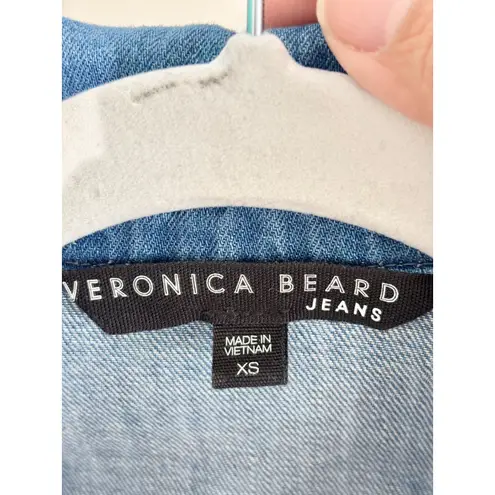 VERONICA BEARD
JEANS
MADE IN
VIETNAM
XS